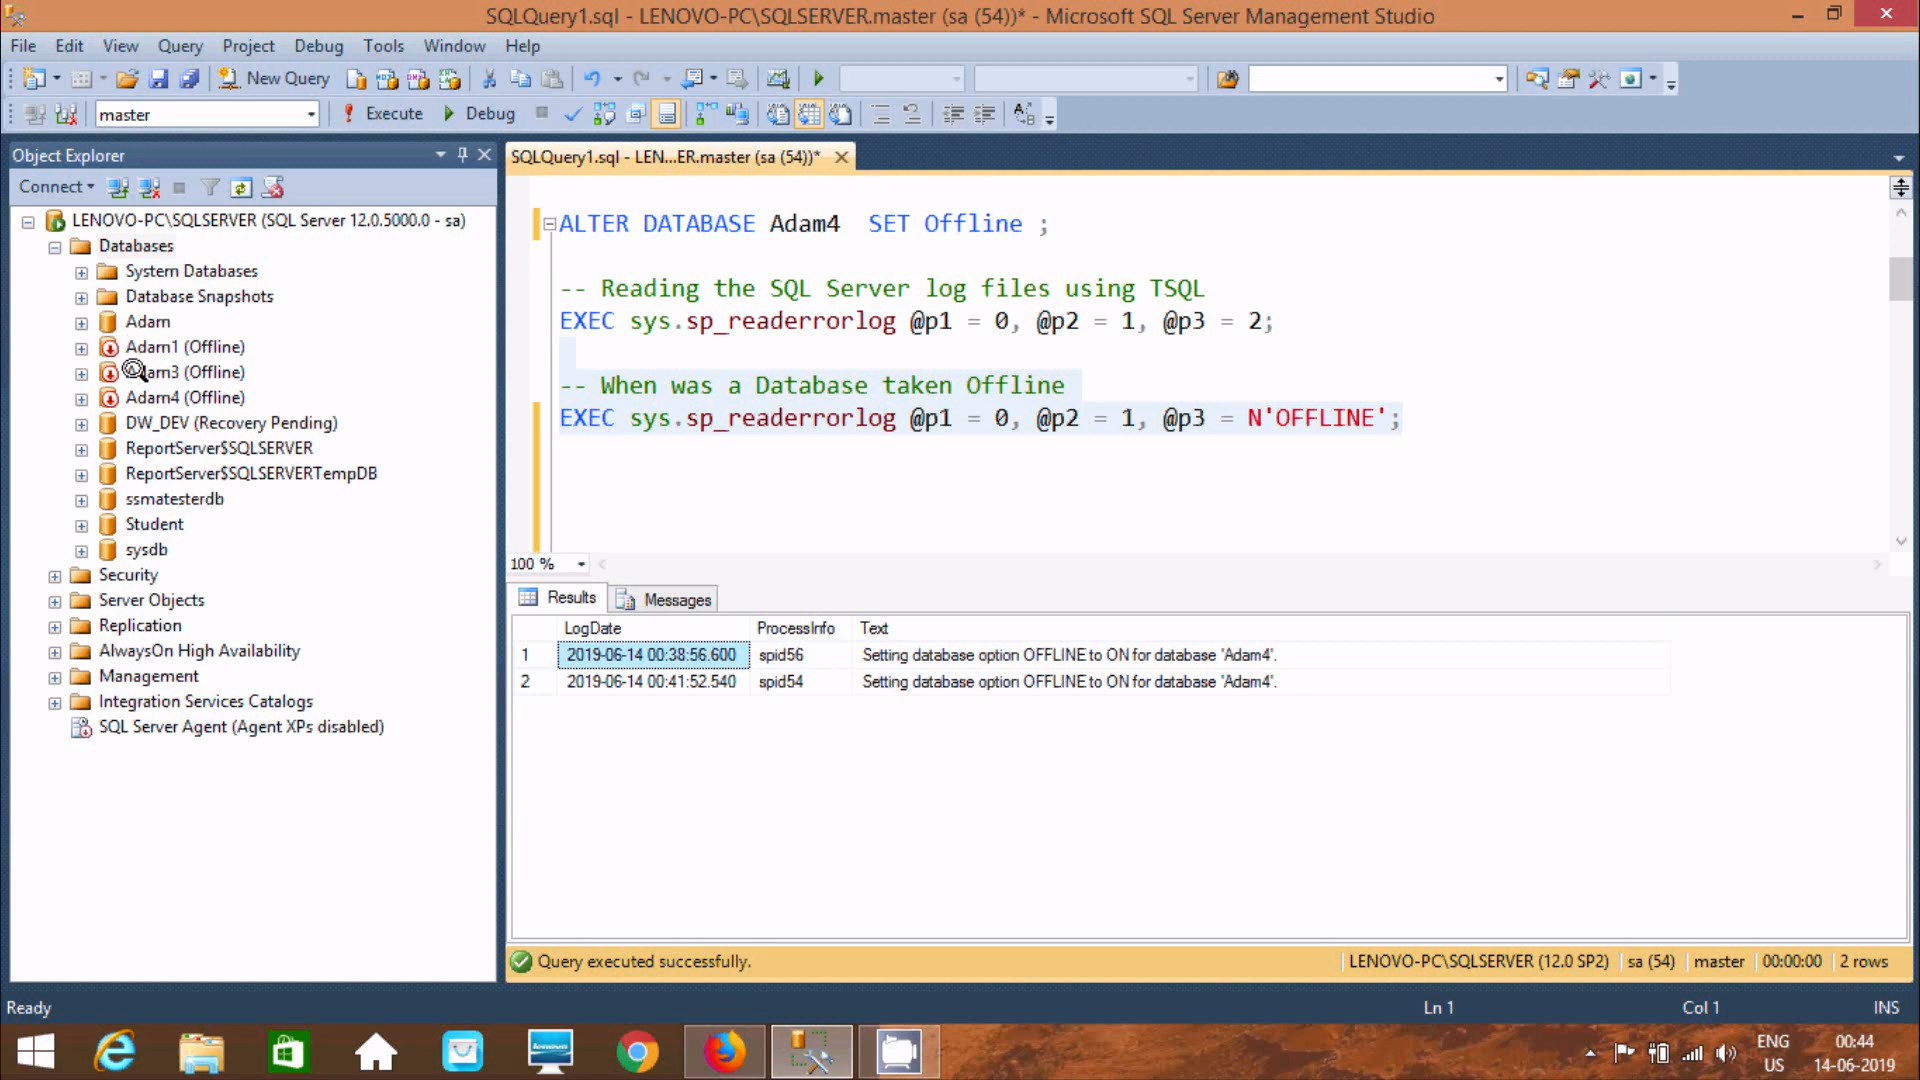 SQLQuery1.sql - LENOVO-PC\SQLSERVER.master (sa (54))* - Microsoft SQL Server Management Studio
File Edit View Query Project Debug Tools Window Help
New Query
master Execute Debug
Object Explorer
Connect
LENOVO-PC\SQLSERVER (SQL Server 12.0.5000.0 - sa)
Databases
System Databases
Database Snapshots
Adam
Adam1 (Offline)
Adam3 (Offline)
Adam4 (Offline)
DW_DEV (Recovery Pending)
ReportServer$SQLSERVER
ReportServer$SQLSERVERTempDB
ssmatesterdb
Student
sysdb
Security
Server Objects
Replication
AlwaysOn High Availability
Management
Integration Services Catalogs
SQL Server Agent (Agent XPs disabled)
SQLQuery1.sql - LEN...ER.master (sa (54))*
ALTER DATABASE Adam4  SET Offline ;
-- Reading the SQL Server log files using TSQL
EXEC sys.sp_readerrorlog @p1 = 0, @p2 = 1, @p3 = 2;
-- When was a Database taken Offline
EXEC sys.sp_readerrorlog @p1 = 0, @p2 = 1, @p3 = N'OFFLINE';
100 %
Results Messages
LogDate ProcessInfo Text
1 2019-06-14 00:38:56.600 spid56 Setting database option OFFLINE to ON for database 'Adam4'.
2 2019-06-14 00:41:52.540 spid54 Setting database option OFFLINE to ON for database 'Adam4'.
Query executed successfully. LENOVO-PC\SQLSERVER (12.0 SP2) sa (54) master 00:00:00 2 rows
Ready Ln 1 Col 1 INS
lenovo
ENG 00:44
US 14-06-2019